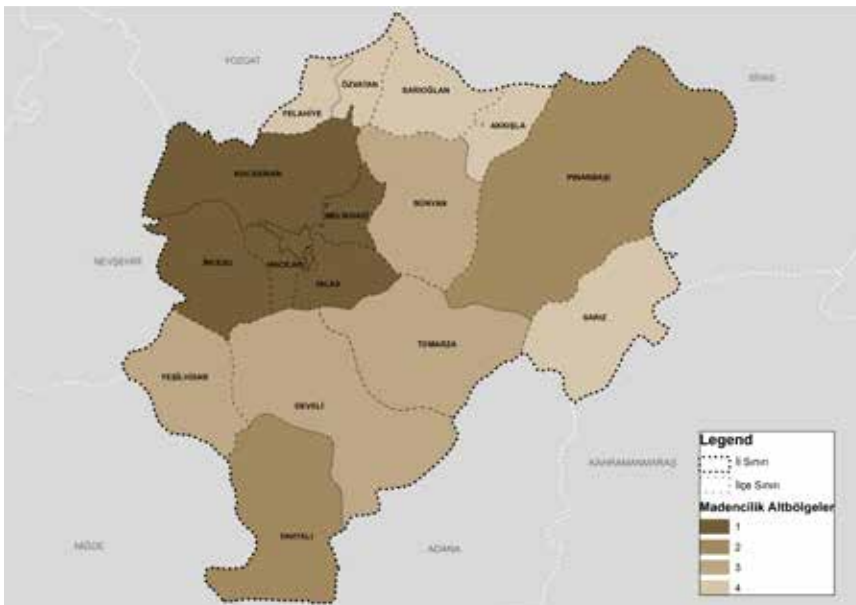 YOZGAT
SİVAS
ÖZVATAN
SARIOĞLAN
FELAHİYE
AKKIŞLA
KOCASİNAN
PINARBAŞI
BÜNYAN
MELİKGAZİ
NEVŞEHİR
İNCESU
HACILAR
TALAS
SARIZ
TOMARZA
YEŞİLHİSAR
DEVELİ
KAHRAMANMARAŞ
YAHYALI
NİĞDE
ADANA
Legend
İl Sınırı
İlçe Sınırı
Madencilik Altbölgeler
1
2
3
4